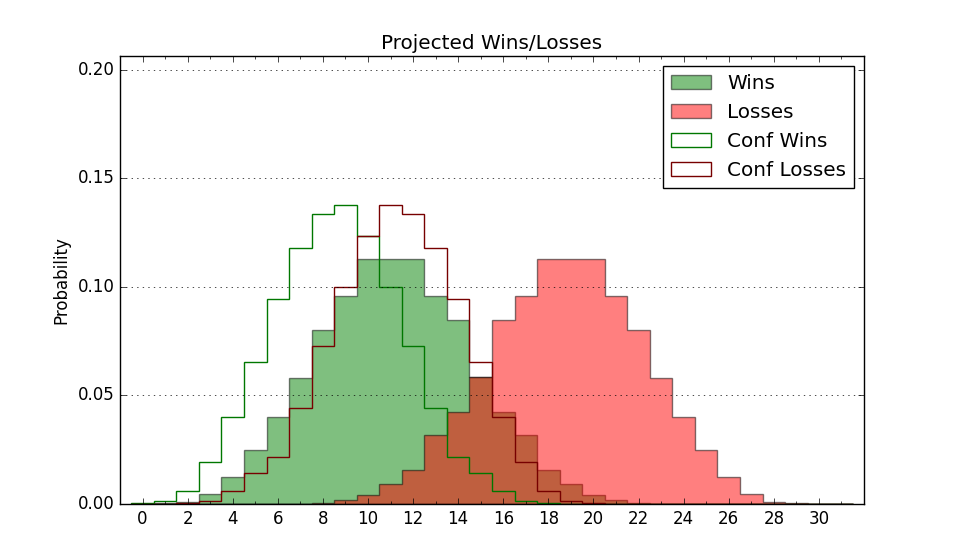 Projected Wins/Losses
0.20
0.15
0.10
0.05
0.00
Probability
Wins
Losses
Conf Wins
Conf Losses
0 2 4 6 8 10 12 14 16 18 20 22 24 26 28 30